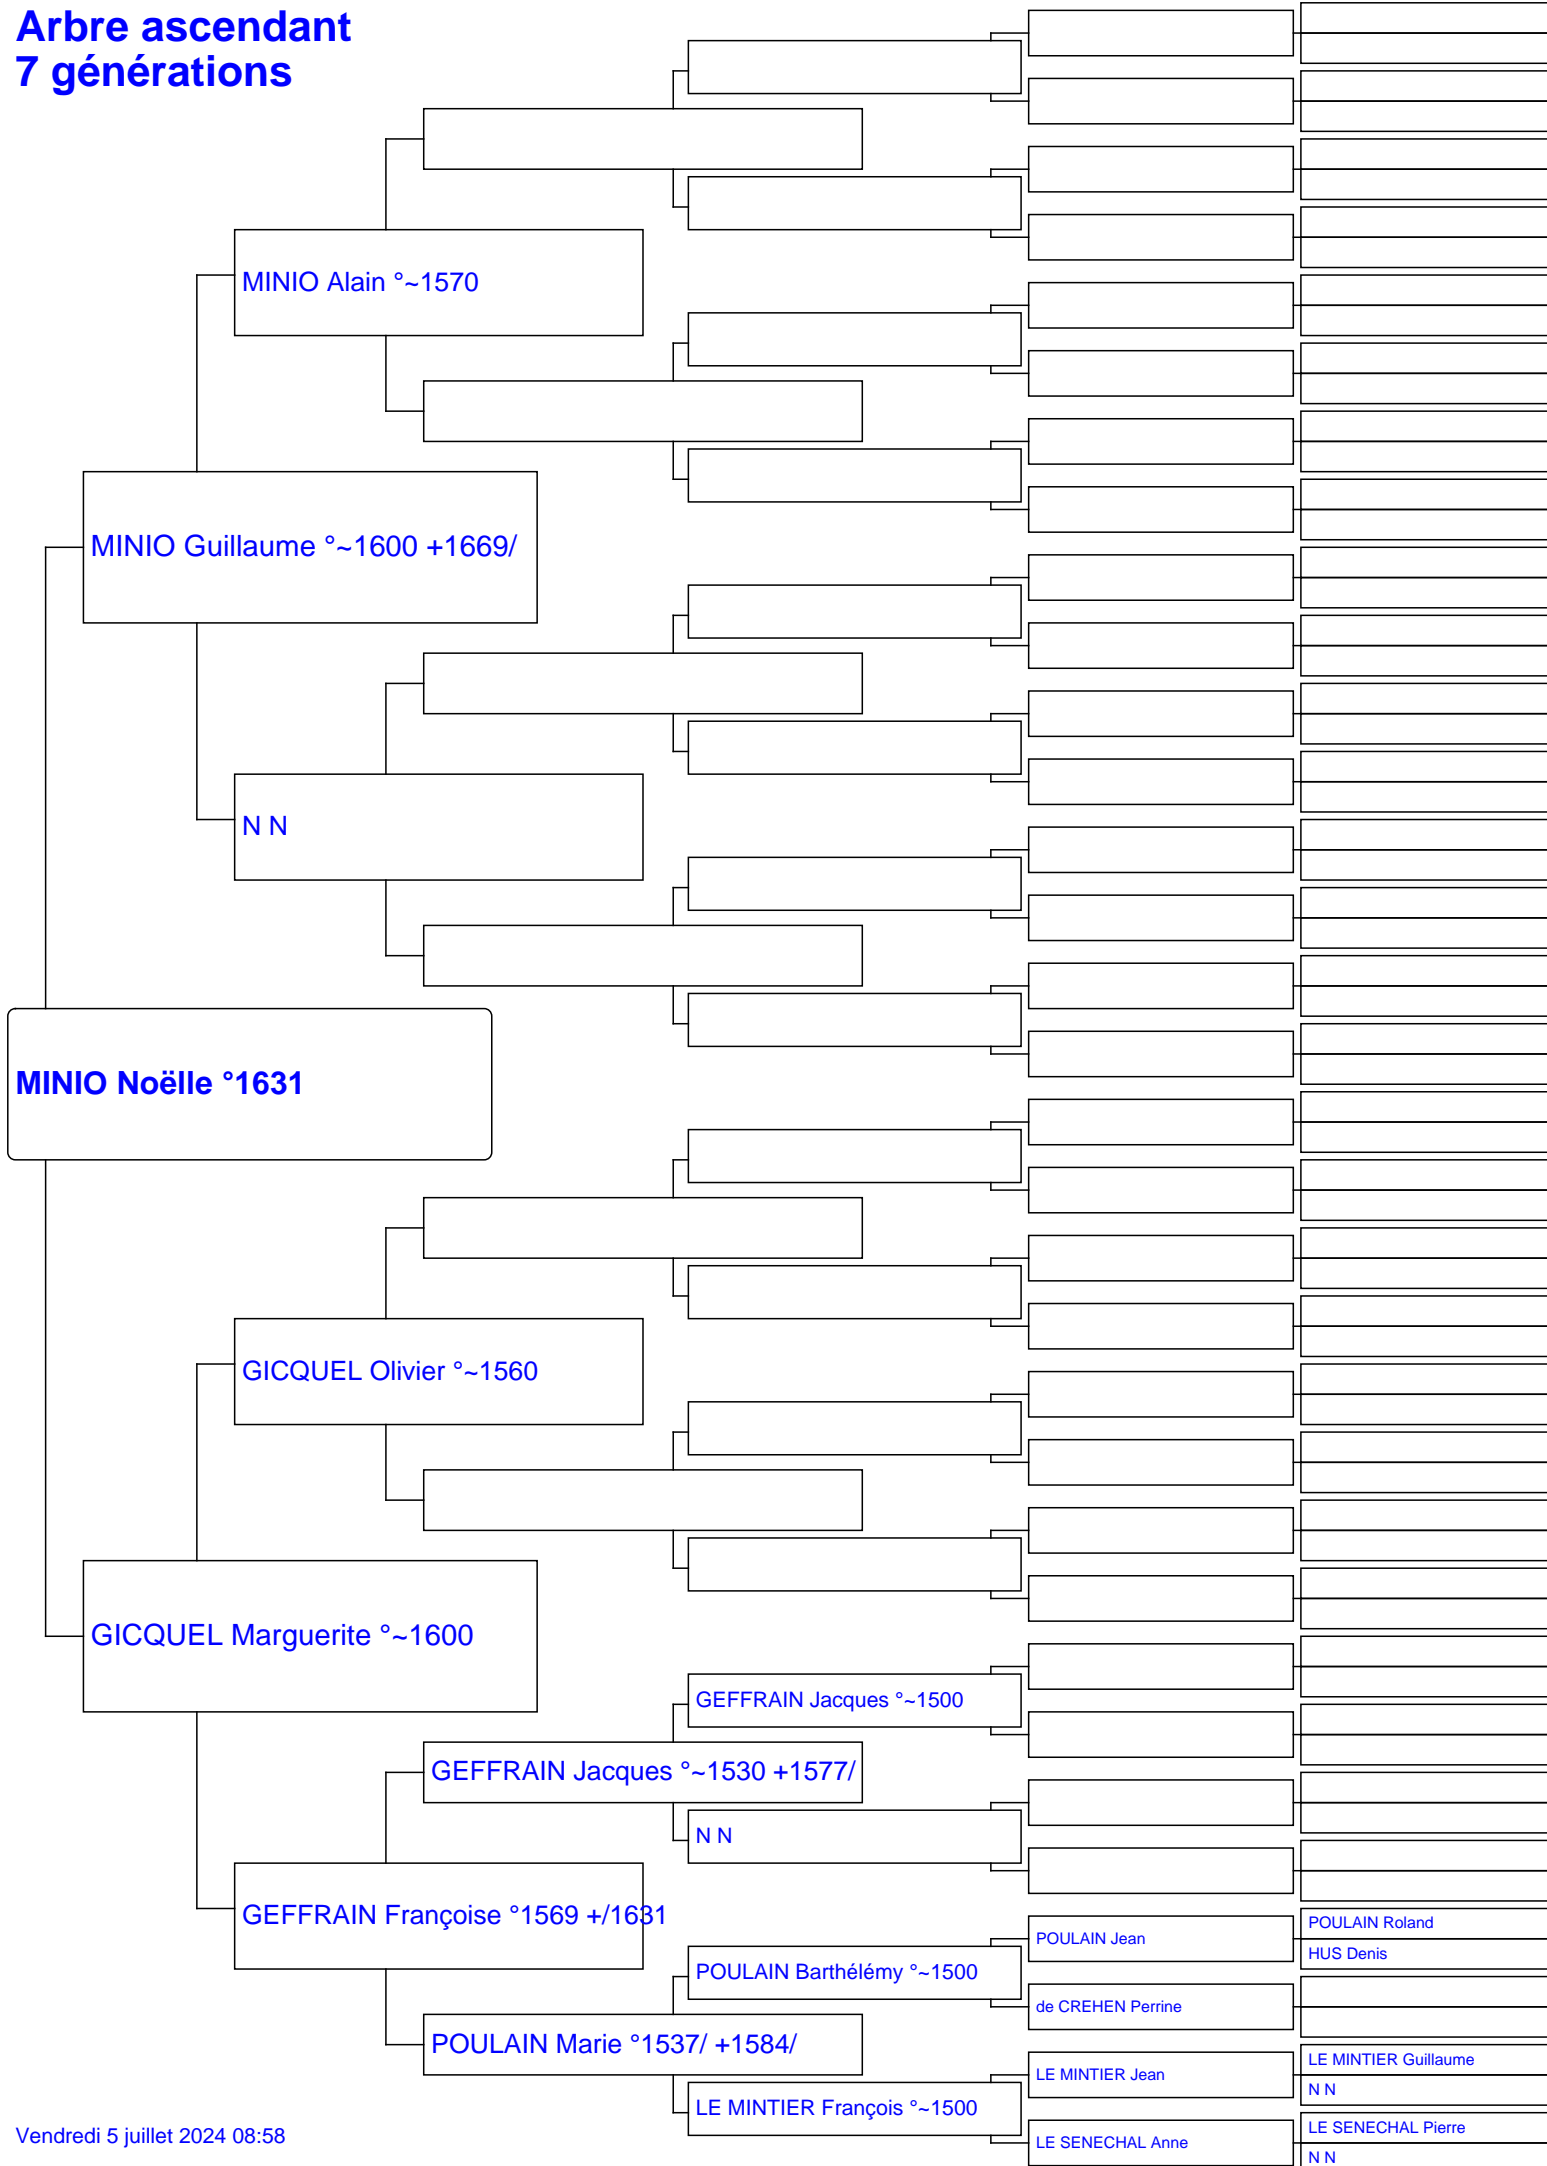 Arbre ascendant
7 générations
MINIO Alain °~1570
MINIO Guillaume °~1600 +1669/
N N
MINIO Noëlle °1631
GICQUEL Olivier °~1560
GICQUEL Marguerite °~1600
GEFFRAIN Jacques °~1500
GEFFRAIN Jacques °~1530 +1577/
N N
GEFFRAIN Françoise °1569 +/1631
POULAIN Roland
POULAIN Jean
HUS Denis
POULAIN Barthélémy °~1500
de CREHEN Perrine
POULAIN Marie °1537/ +1584/
LE MINTIER Guillaume
LE MINTIER Jean
N N
LE MINTIER François °~1500
LE SENECHAL Pierre
LE SENECHAL Anne
N N
Vendredi 5 juillet 2024 08:58